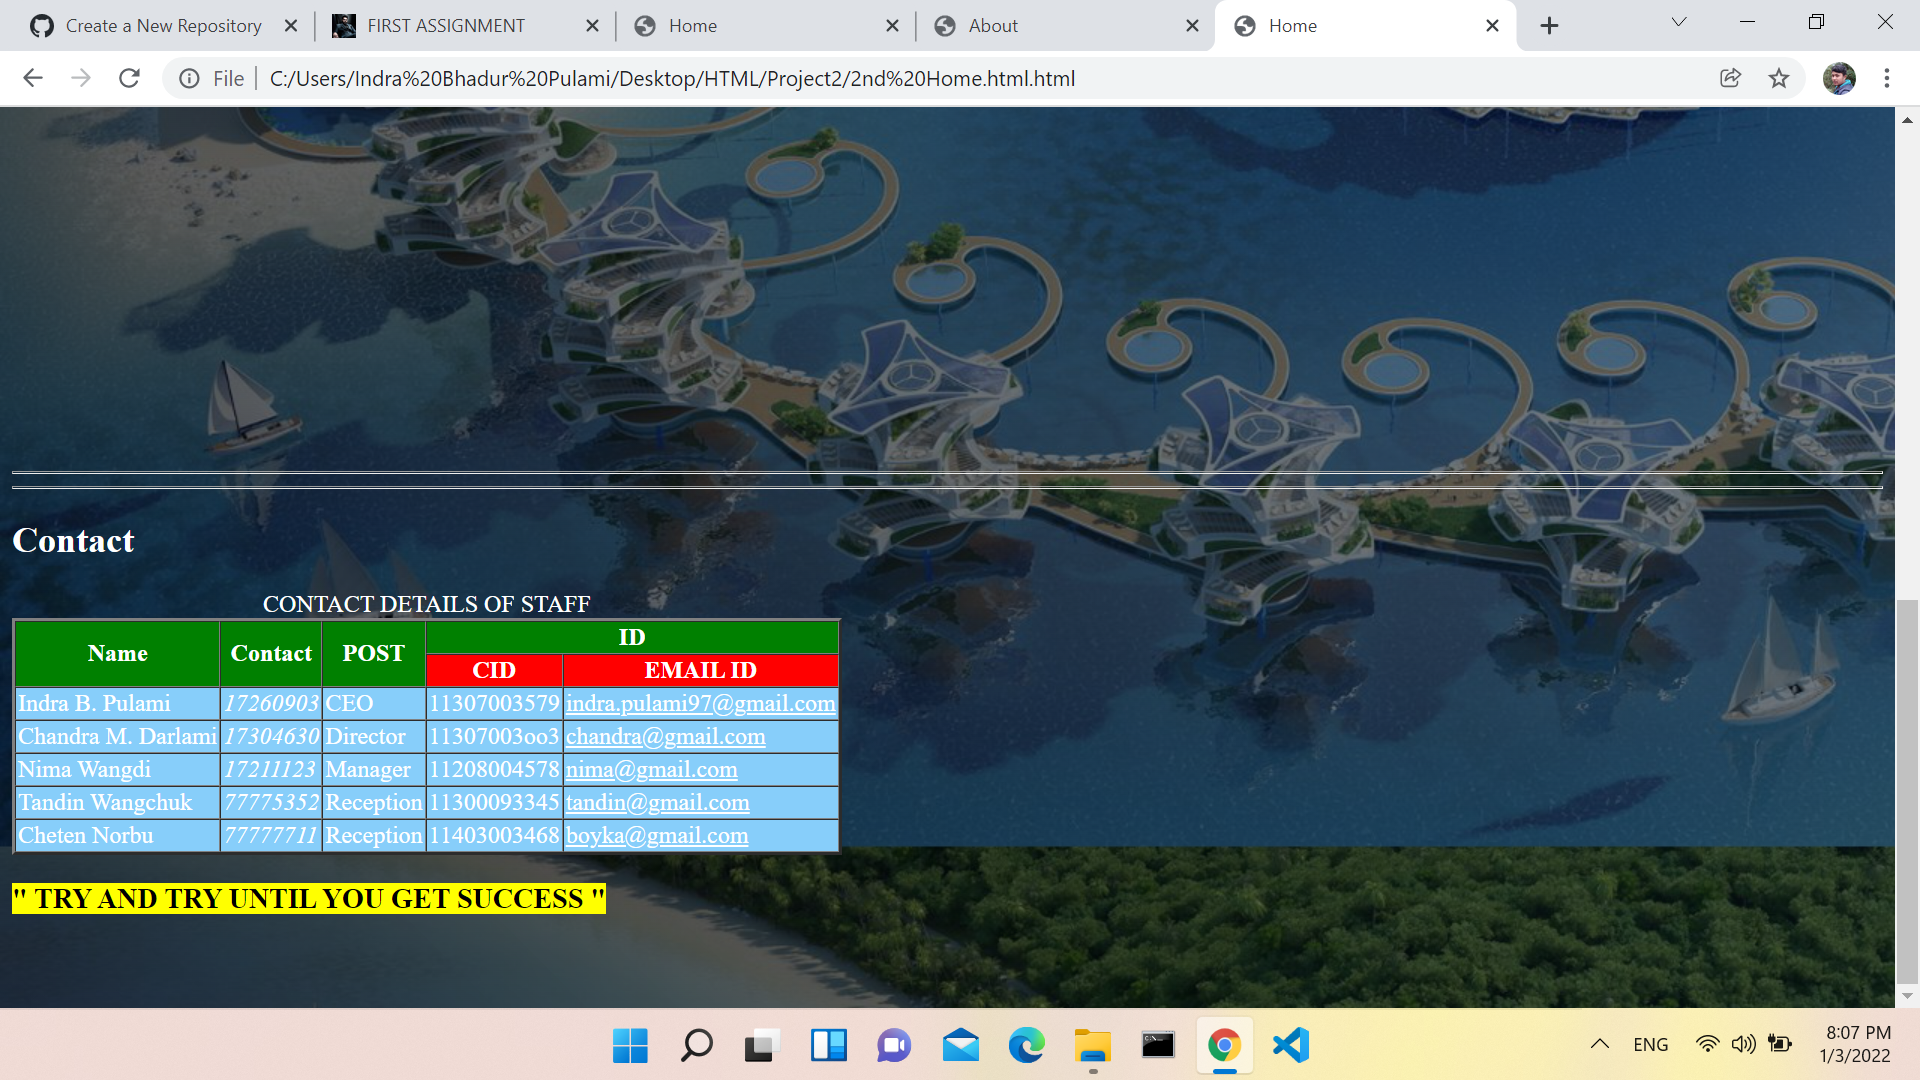 Create a New Repository
FIRST ASSIGNMENT
Home
About
Home
File
C:/Users/Indra%20Bhadur%20Pulami/Desktop/HTML/Project2/2nd%20Home.html.html
Contact
CONTACT DETAILS OF STAFF
Name Contact POST ID
CID EMAIL ID
Indra B. Pulami 17260903 CEO 11307003579 indra.pulami97@gmail.com
Chandra M. Darlami 17304630 Director 11307003oo3 chandra@gmail.com
Nima Wangdi 17211123 Manager 11208004578 nima@gmail.com
Tandin Wangchuk 77775352 Reception 11300093345 tandin@gmail.com
Cheten Norbu 77777711 Reception 11403003468 boyka@gmail.com
" TRY AND TRY UNTIL YOU GET SUCCESS "
ENG
8:07 PM
1/3/2022